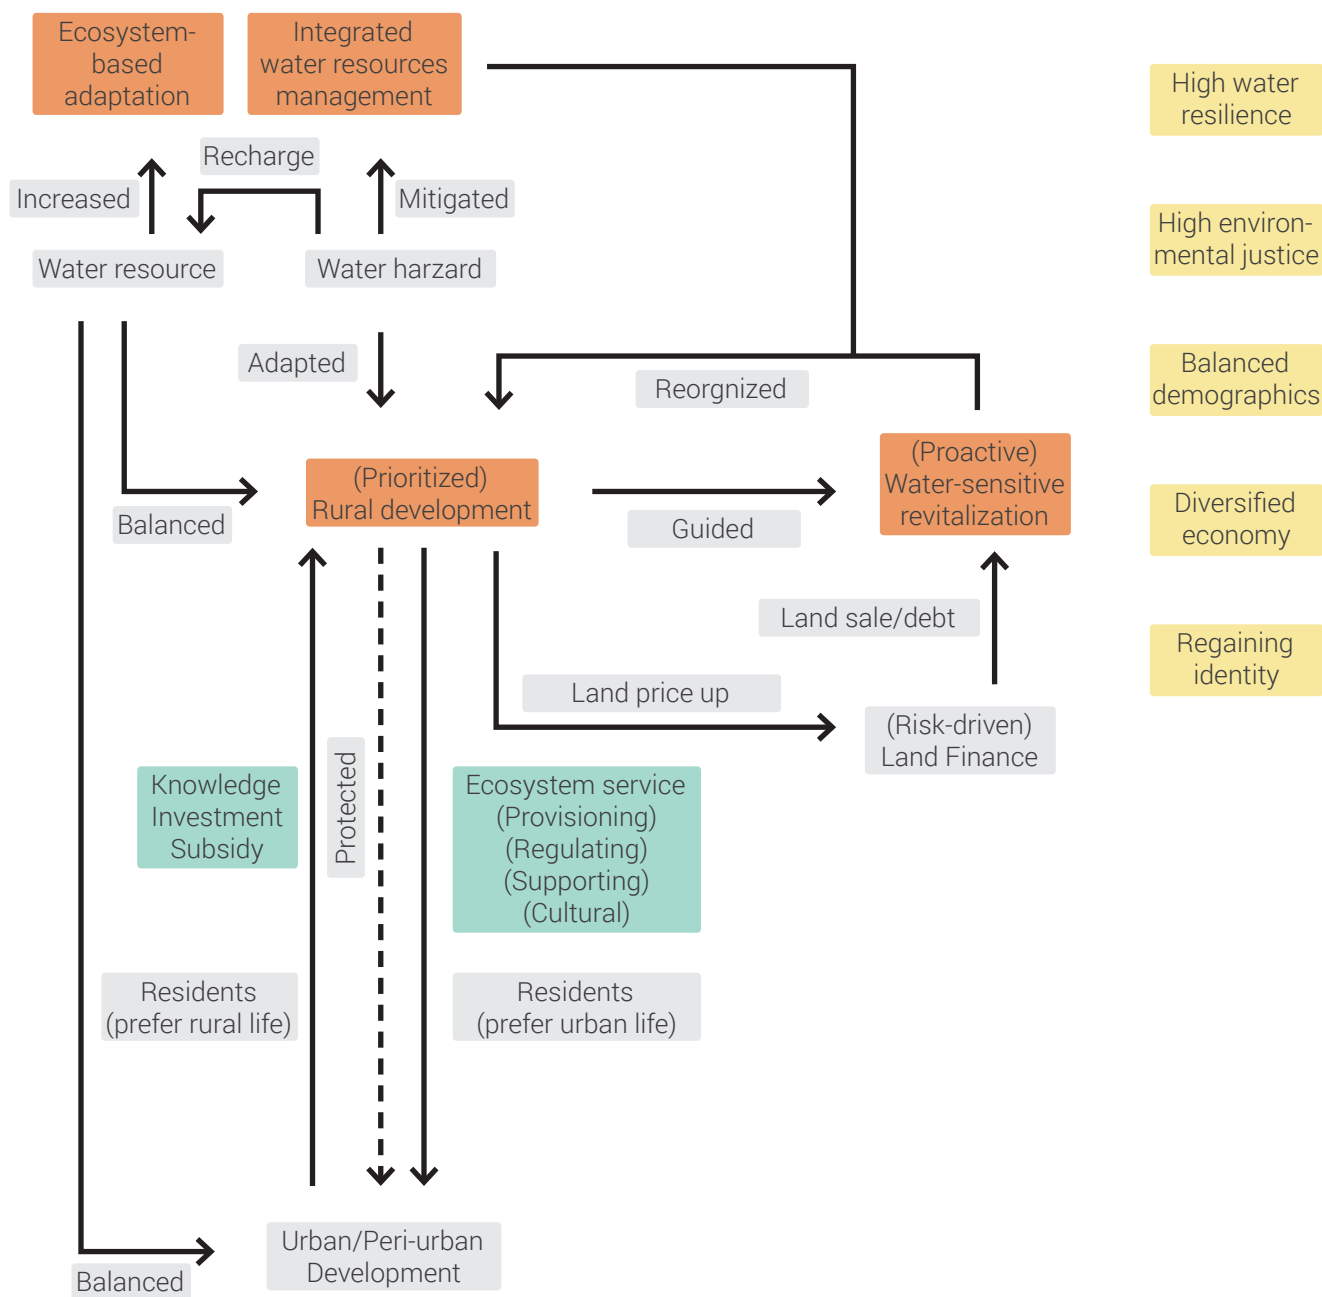 Ecosystem-
based
adaptation
Integrated
water resources
management
High water
resilience
Recharge
Increased
Mitigated
Water resource
Water harzard
High environ-
mental justice
Adapted
Reorgnized
Balanced
demographics
(Prioritized)
Rural development
(Proactive)
Water-sensitive
revitalization
Balanced
Guided
Diversified
economy
Land sale/debt
Land price up
(Risk-driven)
Land Finance
Regaining
identity
Knowledge
Investment
Subsidy
Protected
Ecosystem service
(Provisioning)
(Regulating)
(Supporting)
(Cultural)
Residents
(prefer rural life)
Residents
(prefer urban life)
Urban/Peri-urban
Development
Balanced